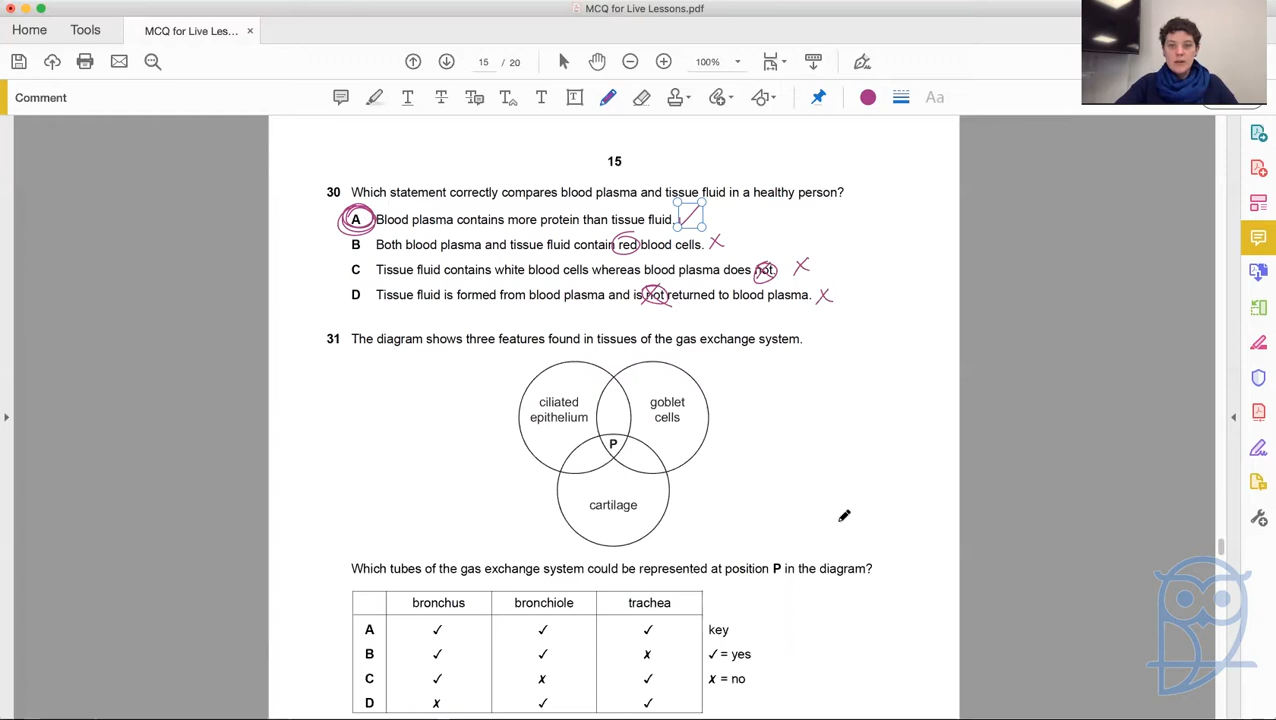 MCQ for Live Lessons.pdf
Home Tools MCQ for Live Les... ×
15 / 20 100%
Comment
Aa
15
30 Which statement correctly compares blood plasma and tissue fluid in a healthy person?
A Blood plasma contains more protein than tissue fluid. ✓
B Both blood plasma and tissue fluid contain red blood cells. X
C Tissue fluid contains white blood cells whereas blood plasma does not. X
D Tissue fluid is formed from blood plasma and is not returned to blood plasma. X
31 The diagram shows three features found in tissues of the gas exchange system.
ciliated
epithelium
goblet
cells
P
cartilage
Which tubes of the gas exchange system could be represented at position P in the diagram?
bronchus bronchiole trachea
A ✓ ✓ ✓ key
B ✓ ✓ ✗ ✓ = yes
C ✓ ✗ ✓ ✗ = no
D ✗ ✓ ✓